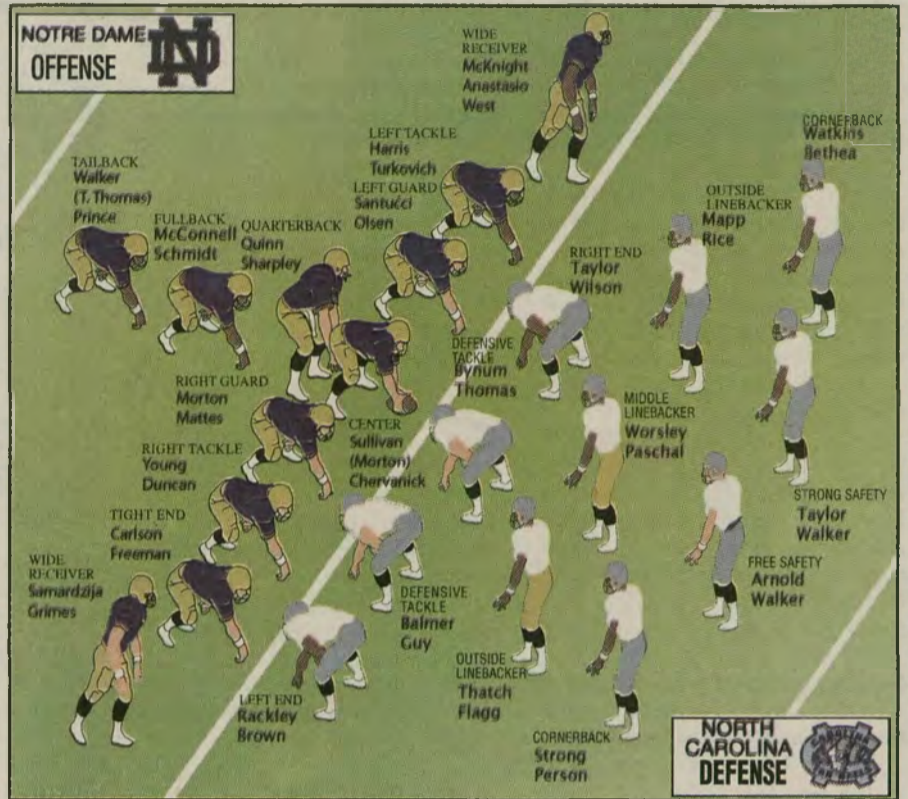 NOTRE DAME
OFFENSE
WIDE
RECEIVER
McKnight
Anastasio
West
CORNERBACK
Watkins
Bethea
LEFT TACKLE
Harris
Turkovich
TAILBACK
Walker
(T. Thomas)
Prince
LEFT GUARD
Santucci
Olsen
OUTSIDE
LINEBACKER
Mapp
Rice
FULLBACK
McConnell
Schmidt
QUARTERBACK
Quinn
Sharpley
RIGHT END
Taylor
Wilson
DEFENSIVE
TACKLE
Bynum
Thomas
RIGHT GUARD
Morton
Mattes
MIDDLE
LINEBACKER
Worsley
Paschal
CENTER
Sullivan
(Morton)
Chervanick
RIGHT TACKLE
Young
Duncan
STRONG SAFETY
Taylor
Walker
TIGHT END
Carlson
Freeman
WIDE
RECEIVER
Samardzija
Grimes
FREE SAFETY
Arnold
Walker
DEFENSIVE
TACKLE
Balmer
Guy
OUTSIDE
LINEBACKER
Thatch
Flagg
LEFT END
Rackley
Brown
CORNERBACK
Strong
Person
NORTH
CAROLINA
DEFENSE